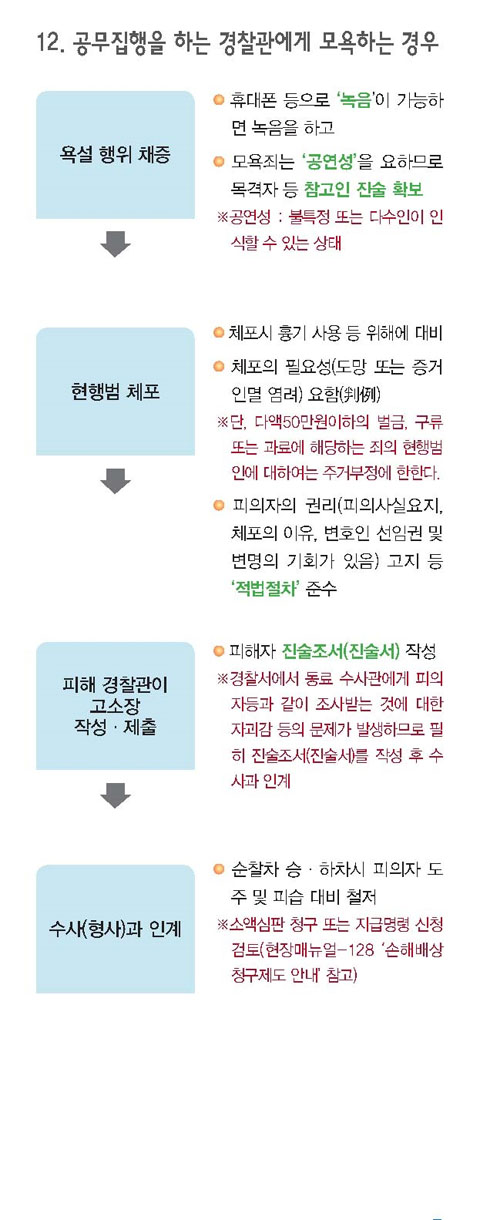 12. 공무집행을 하는 경찰관에게 모욕하는 경우
욕설 행위 채증
휴대폰 등으로 '녹음'이 가능하
면 녹음을 하고
모욕죄는 '공연성'을 요하므로
목격자 등 참고인 진술 확보
※공연성 : 불특정 또는 다수인이 인
식할 수 있는 상태
현행범 체포
체포시 흉기 사용 등 위해에 대비
체포의 필요성(도망 또는 증거
인멸 염려) 요함(判例)
※단, 다액50만원이하의 벌금, 구류
또는 과료에 해당하는 죄의 현행범
인에 대하여는 주거부정에 한한다.
피의자의 권리(피의사실요지,
체포의 이유, 변호인 선임권 및
변명의 기회가 있음) 고지 등
'적법절차' 준수
피해 경찰관이
고소장
작성·제출
피해자 진술조서(진술서) 작성
※경찰서에서 동료 수사관에게 피의
자등과 같이 조사받는 것에 대한
자괴감 등의 문제가 발생하므로 필
히 진술조서(진술서)를 작성 후 수
사과 인계
수사(형사)과 인계
순찰차 승·하차시 피의자 도
주 및 피습 대비 철저
※소액심판 청구 또는 지급명령 신청
검토(현장매뉴얼-128 '손해배상
청구제도 안내' 참고)